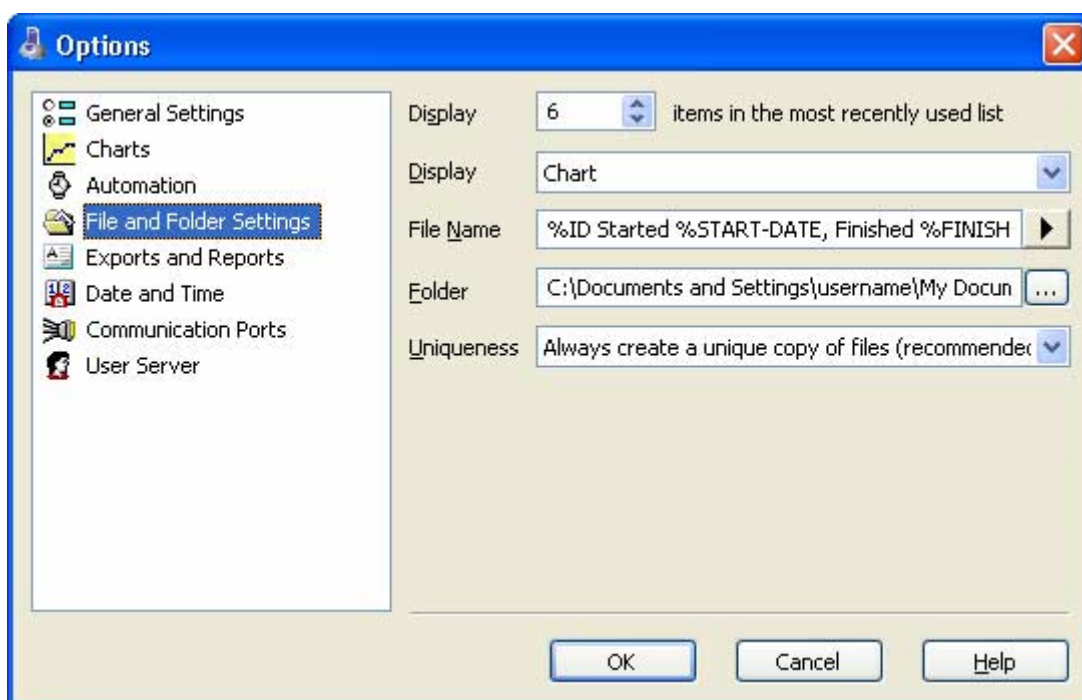 Options
General Settings
Charts
Automation
File and Folder Settings
Exports and Reports
Date and Time
Communication Ports
User Server
Display 6 items in the most recently used list
Display Chart
File Name %ID Started %START-DATE, Finished %FINISH
Folder C:\Documents and Settings\username\My Docun ...
Uniqueness Always create a unique copy of files (recommended
OK Cancel Help